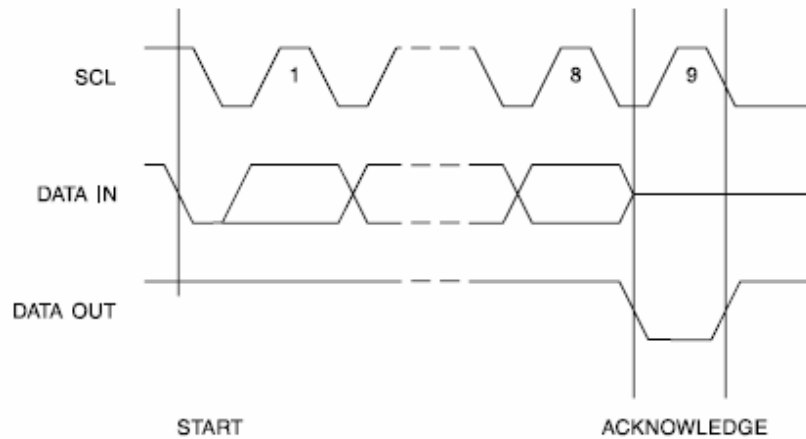 SCL
1
8
9
DATA IN
DATA OUT
START
ACKNOWLEDGE